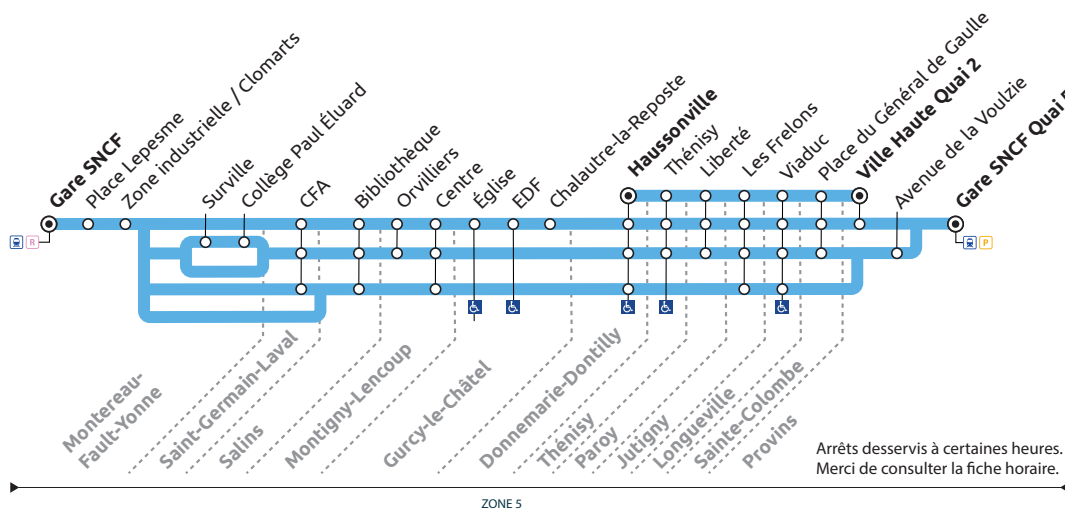 Gare SNCF
Place Lepesme
Zone industrielle / Clomarts
Surville
Collège Paul Éluard
CFA
Bibliothèque
Orvilliers
Centre
Église
EDF
Chalautre-la-Reposte
Haussonville
Thénisy
Liberté
Les Frelons
Viaduc
Place du Général de Gaulle
Ville Haute Quai 2
Avenue de la Voulzie
Gare SNCF Quai
R
P
Montereau-
Fault-Yonne
Saint-Germain-Laval
Salins
Montigny-Lencoup
Gurcy-le-Châtel
Donnemarie-Dontilly
Thénisy
Paroy
Jutigny
Longueville
Sainte-Colombe
Provins
Arrêts desservis à certaines heures.
Merci de consulter la fiche horaire.
ZONE 5